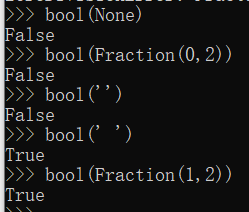 >>> bool(None)
False
>>> bool(Fraction(0,2))
False
>>> bool('')
False
>>> bool(' ')
True
>>> bool(Fraction(1,2))
True